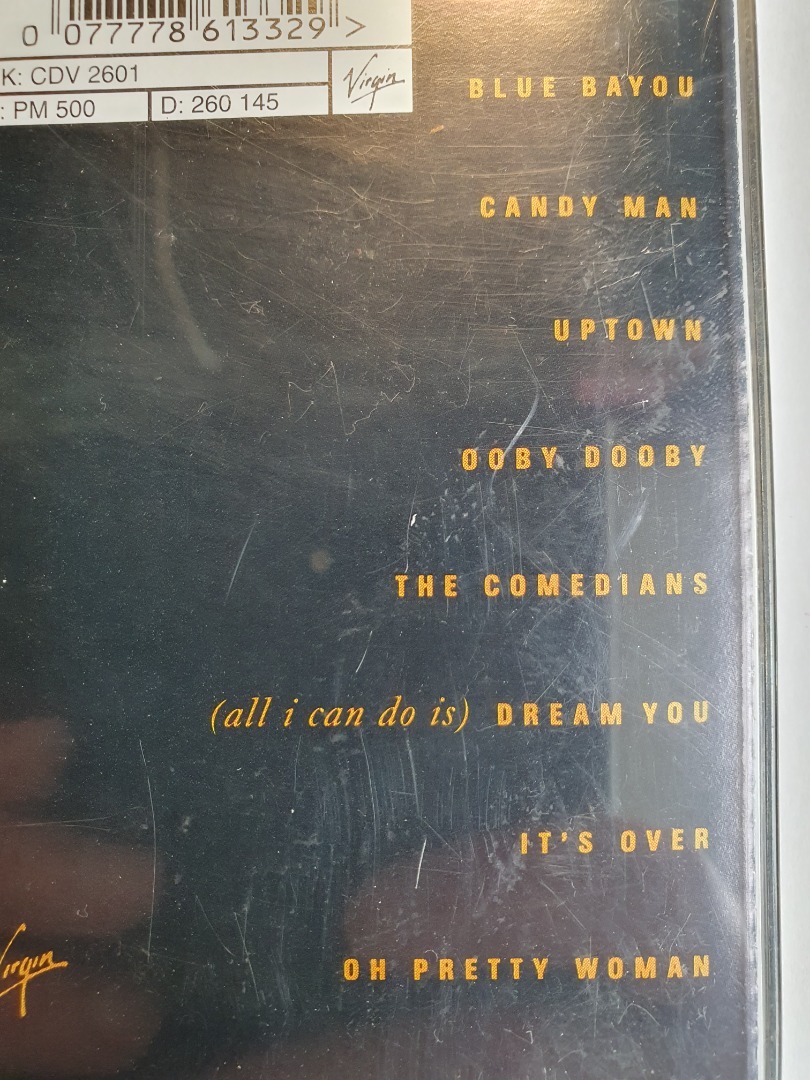 0 077778 613329 >
K: CDV 2601
Virgin
: PM 500
D: 260 145
BLUE BAYOU
CANDY MAN
UPTOWN
OOBY DOOBY
THE COMEDIANS
(all i can do is) DREAM YOU
IT'S OVER
Virgin
OH PRETTY WOMAN